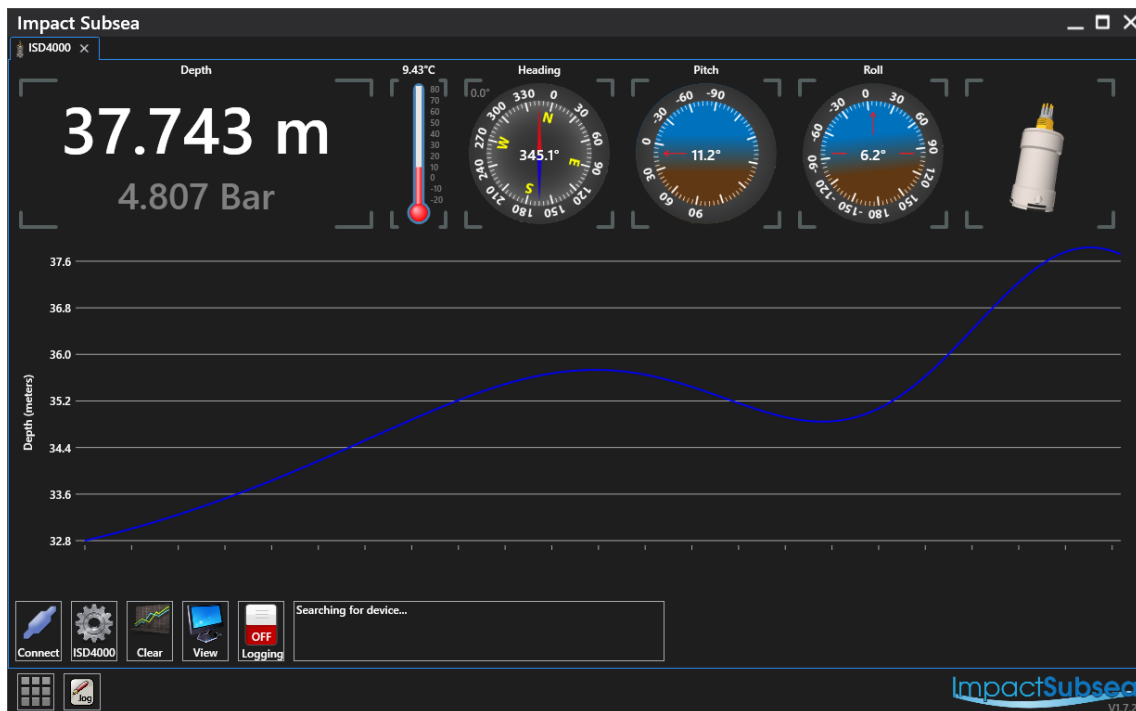 Impact Subsea
ISD4000
Depth
37.743 m
4.807 Bar
9.43°C
80
70
60
50
40
30
20
10
0
-10
-20
Heading
0.0°
330 0 30 60 90 120 150 180 210 240 270 300
N
E
S
W
345.1°
Pitch
-90 -60 -30 0 30 60 90
11.2°
Roll
0 30 60 90 120 150 180 -150 -120 -90 -60 -30
6.2°
Depth (meters)
37.6
36.8
36.0
35.2
34.4
33.6
32.8
Connect
ISD4000
Clear
View
OFF
Logging
Searching for device...
.log
ImpactSubsea
V1.7.2